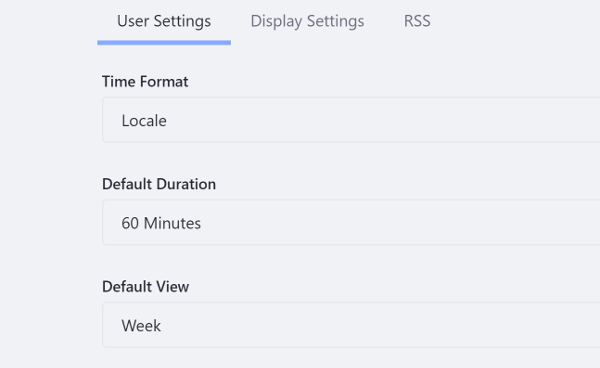 User Settings Display Settings RSS
Time Format
Locale
Default Duration
60 Minutes
Default View
Week